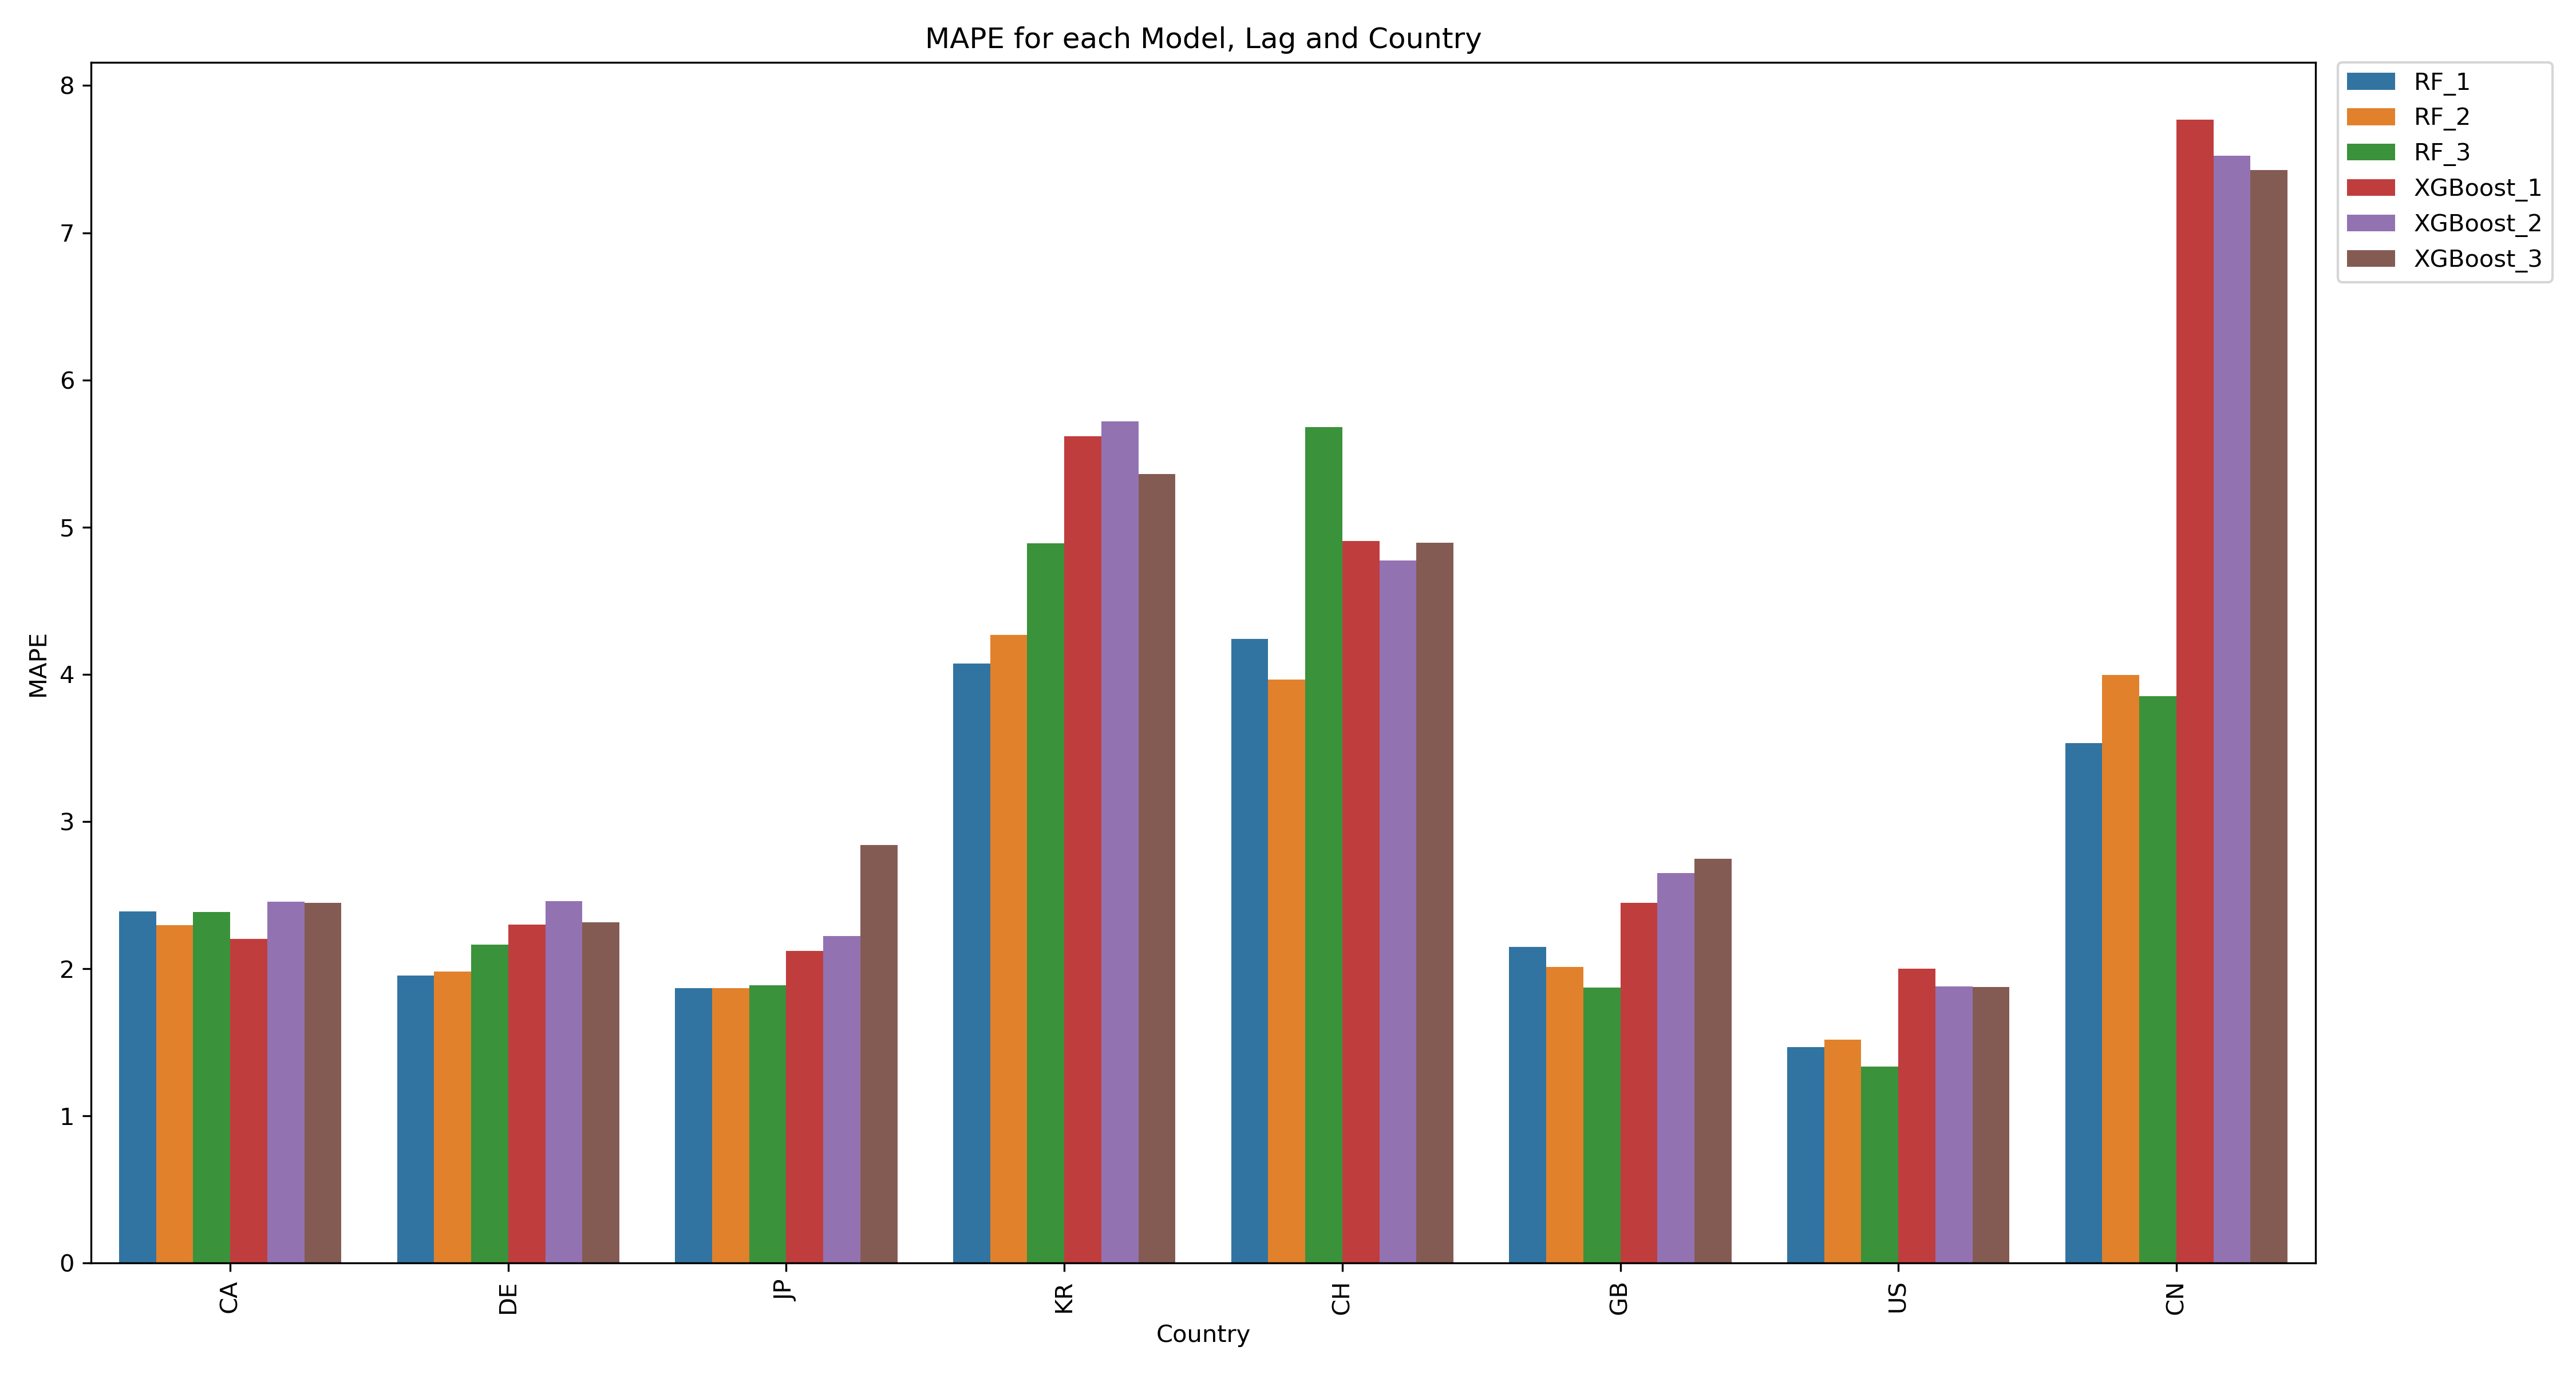 MAPE for each Model, Lag and Country
RF_1
RF_2
RF_3
XGBoost_1
XGBoost_2
XGBoost_3
MAPE
8
7
6
5
4
3
2
1
0
CA
DE
JP
KR
CH
GB
US
CN
Country